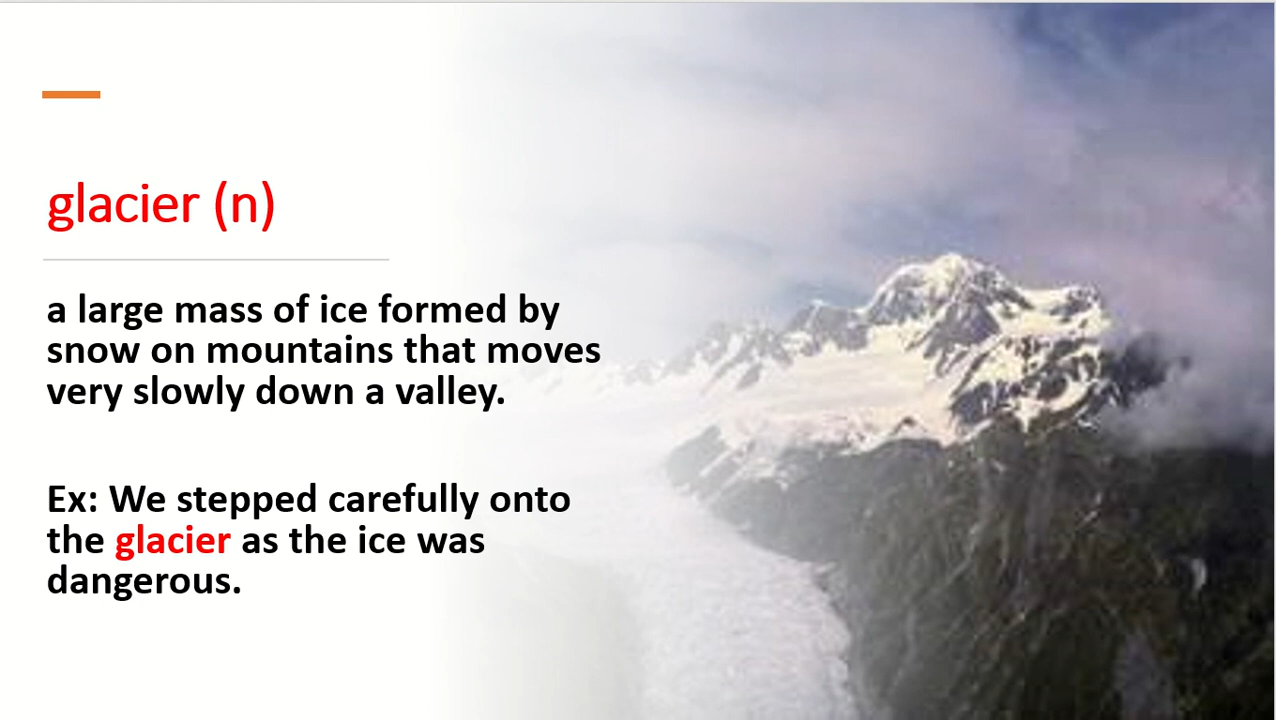 glacier (n)
a large mass of ice formed by
snow on mountains that moves
very slowly down a valley.
Ex: We stepped carefully onto
the glacier as the ice was
dangerous.